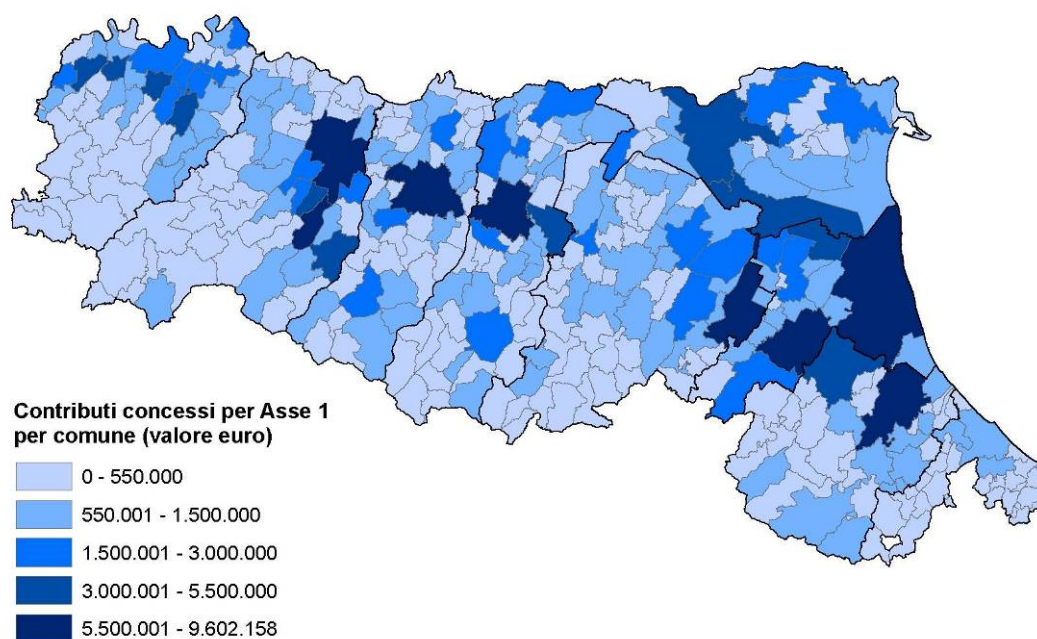 Contributi concessi per Asse 1
per comune (valore euro)
0 - 550.000
550.001 - 1.500.000
1.500.001 - 3.000.000
3.000.001 - 5.500.000
5.500.001 - 9.602.158